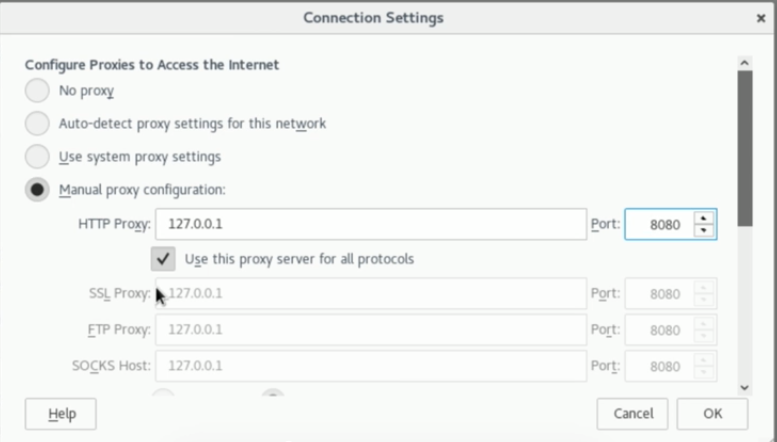 Connection Settings
Configure Proxies to Access the Internet
No proxy
Auto-detect proxy settings for this network
Use system proxy settings
Manual proxy configuration:
HTTP Proxy: 127.0.0.1 Port: 8080
Use this proxy server for all protocols
SSL Proxy: 127.0.0.1 Port: 8080
FTP Proxy: 127.0.0.1 Port: 8080
SOCKS Host: 127.0.0.1 Port: 8080
Help Cancel OK